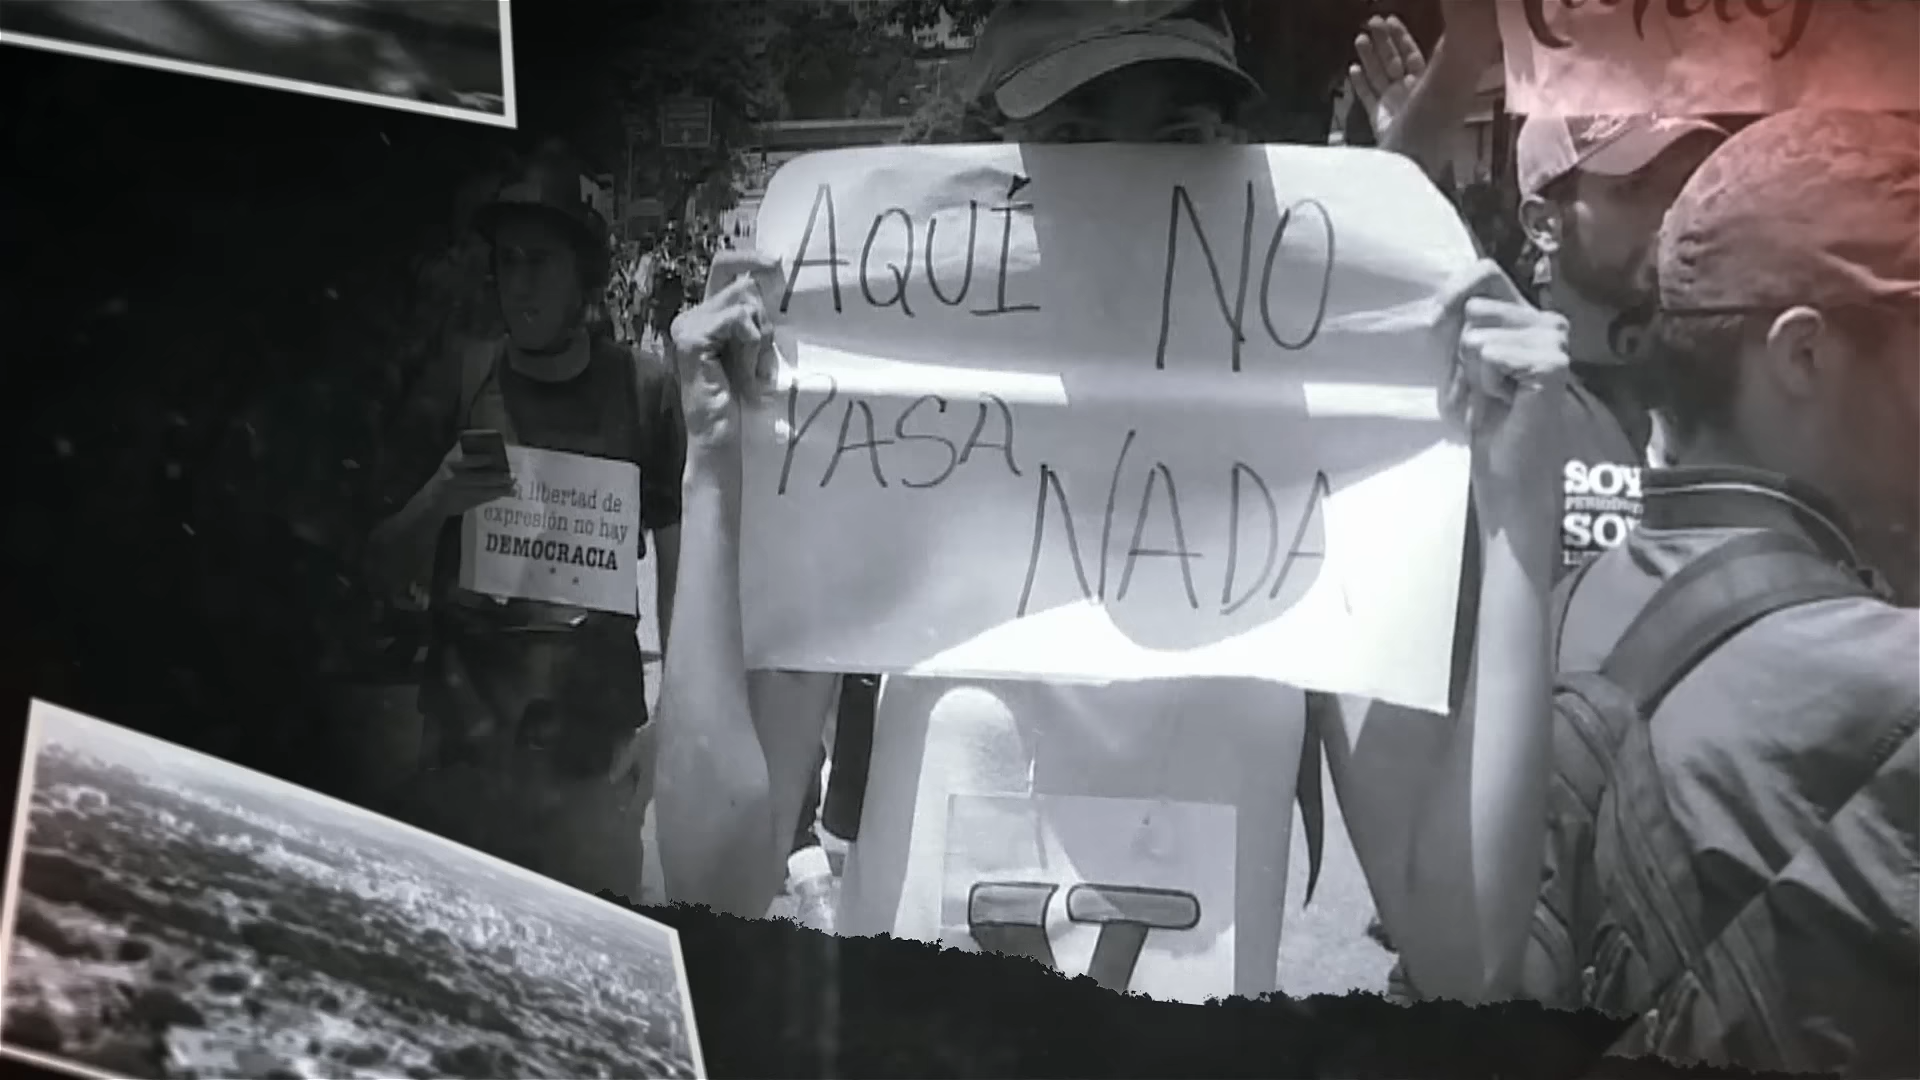 AQUÍ NO
PASA
NADA
libertad de
expresión no hay
DEMOCRACIA
SOY
SOY